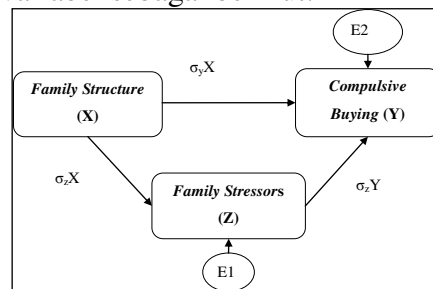 E2
σyX
Family Structure
(X)
Compulsive
Buying (Y)
σzX
Family Stressors
(Z)
σzY
E1